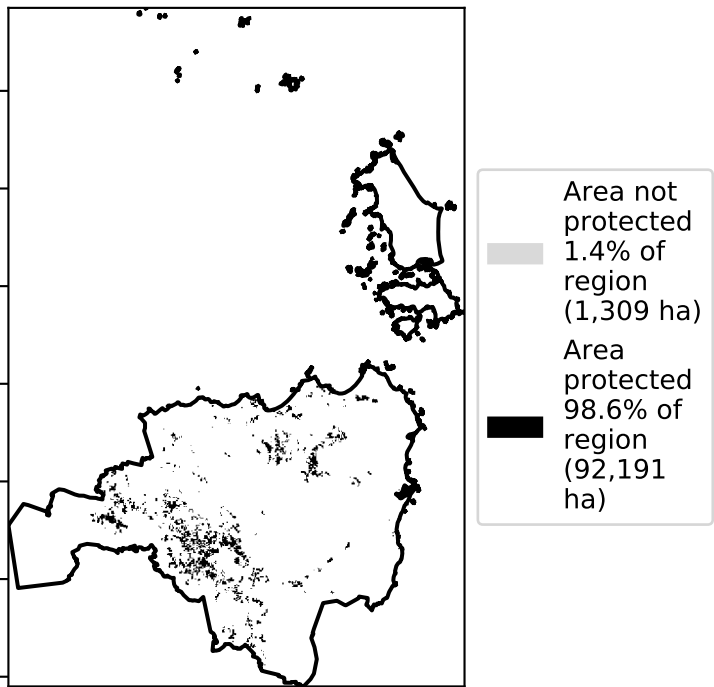 Area not
protected
1.4% of
region
(1,309 ha)
Area
protected
98.6% of
region
(92,191
ha)